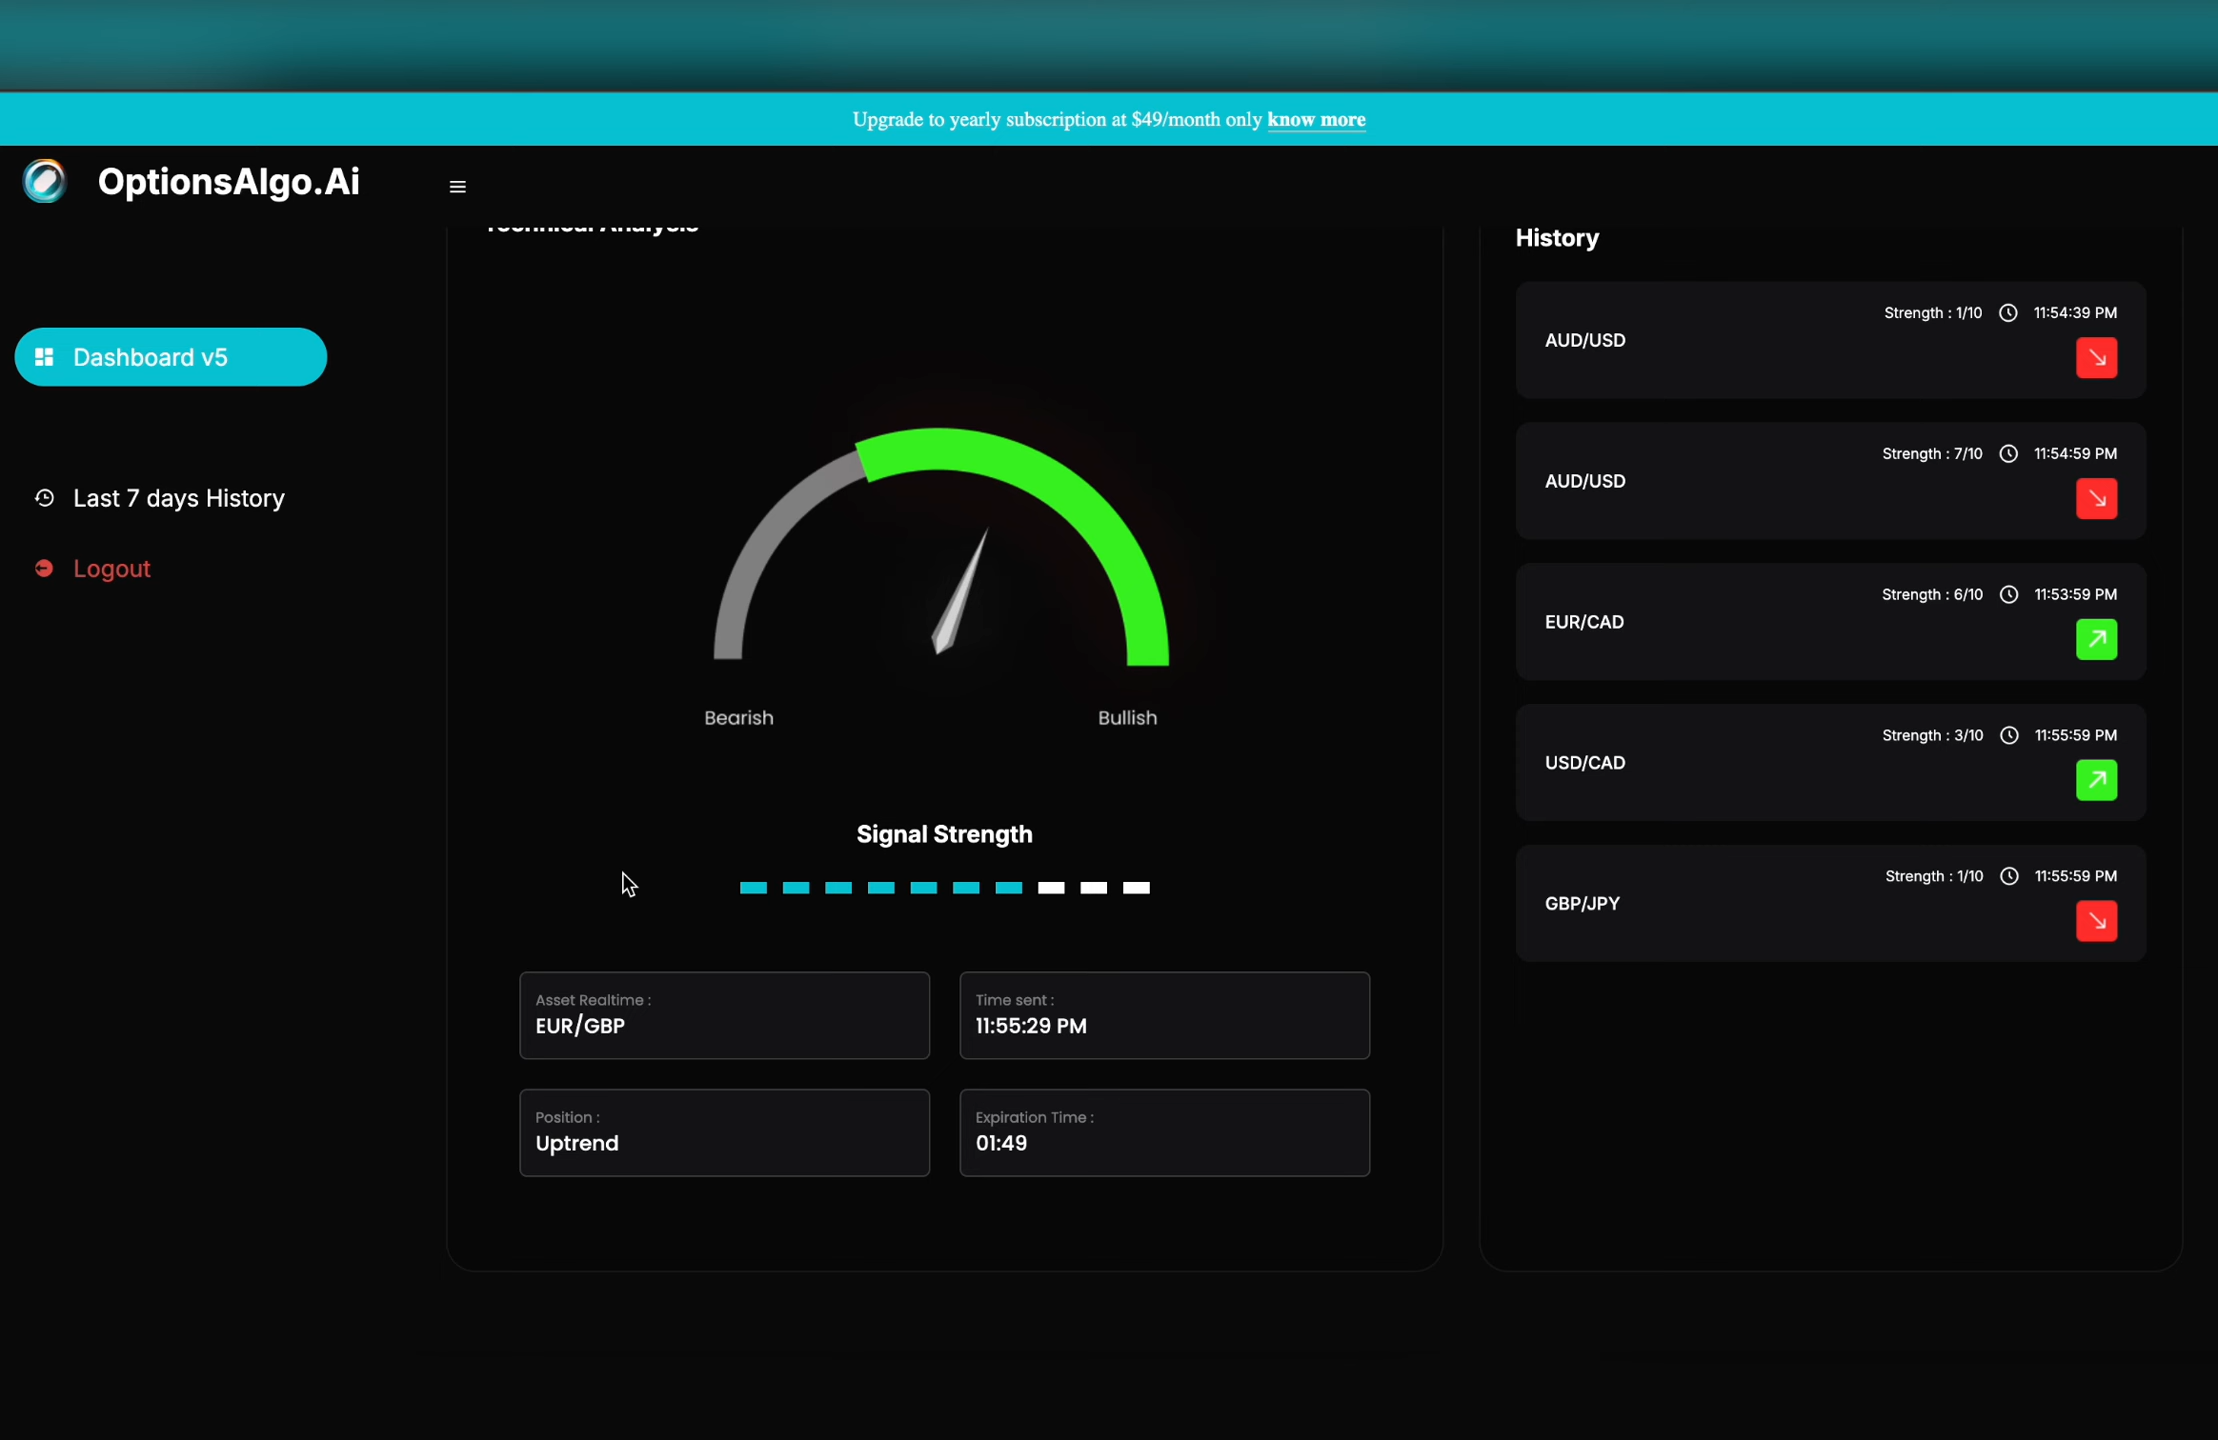 Upgrade to yearly subscription at $49/month only know more
OptionsAlgo.Ai
Dashboard v5
Last 7 days History
Logout
Technical Analysis
Bearish
Bullish
Signal Strength
Asset Realtime :
EUR/GBP
Time sent :
11:55:29 PM
Position :
Uptrend
Expiration Time :
01:49
History
Strength : 1/10 11:54:39 PM
AUD/USD
Strength : 7/10 11:54:59 PM
AUD/USD
Strength : 6/10 11:53:59 PM
EUR/CAD
Strength : 3/10 11:55:59 PM
USD/CAD
Strength : 1/10 11:55:59 PM
GBP/JPY